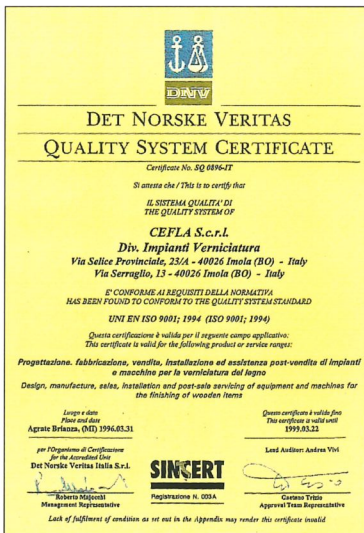 DNV
DET NORSKE VERITAS
QUALITY SYSTEM CERTIFICATE
Certificate No. SQ 0896-IT
Si attesta che / This is to certify that
IL SISTEMA QUALITA' DI
THE QUALITY SYSTEM OF
CEFLA S.c.r.l.
Div. Impianti Verniciatura
Via Selice Provinciale, 23/A - 40026 Imola (BO) - Italy
Via Serraglio, 13 - 40026 Imola (BO) - Italy
E' CONFORME AI REQUISITI DELLA NORMATIVA
HAS BEEN FOUND TO CONFORM TO THE QUALITY SYSTEM STANDARD
UNI EN ISO 9001; 1994 (ISO 9001; 1994)
Questa certificazione è valida per il seguente campo applicativo:
This certificate is valid for the following product or service ranges:
Progettazione, fabbricazione, vendita, installazione ed assistenza post-vendita di impianti
e macchine per la verniciatura del legno
Design, manufacture, sales, installation and post-sale servicing of equipment and machines for
the finishing of wooden items
Luogo e data
Place and date
Agrate Brianza, (MI) 1996.03.31
Questo certificato è valido fino
This certificate is valid until
1999.03.22
per l'Organismo di Certificazione
for the Accredited Unit
Det Norske Veritas Italia S.r.l.
Lead Auditor: Andrea Vivi
SINCERT
Roberto Majocchi
Management Representative
Registrazione N. 003A
Gaetano Trizio
Approval Team Representative
Lack of fulfilment of condition as set out in the Appendix may render this certificate invalid